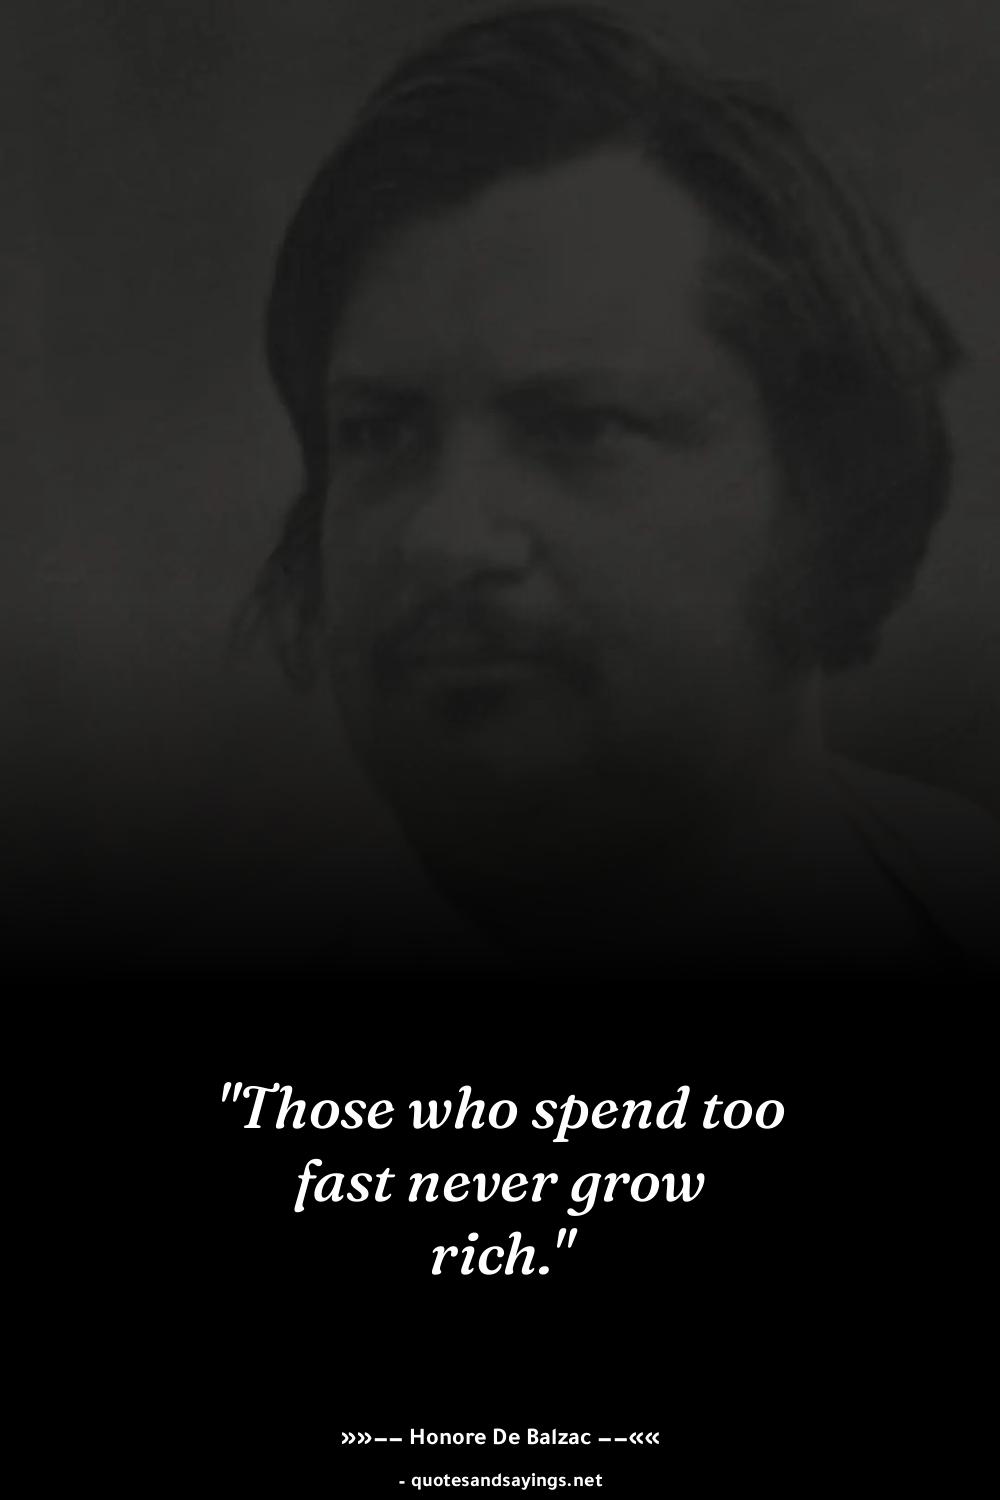 "Those who spend too
fast never grow
rich."
»»−− Honore De Balzac −−««
- quotesandsayings.net